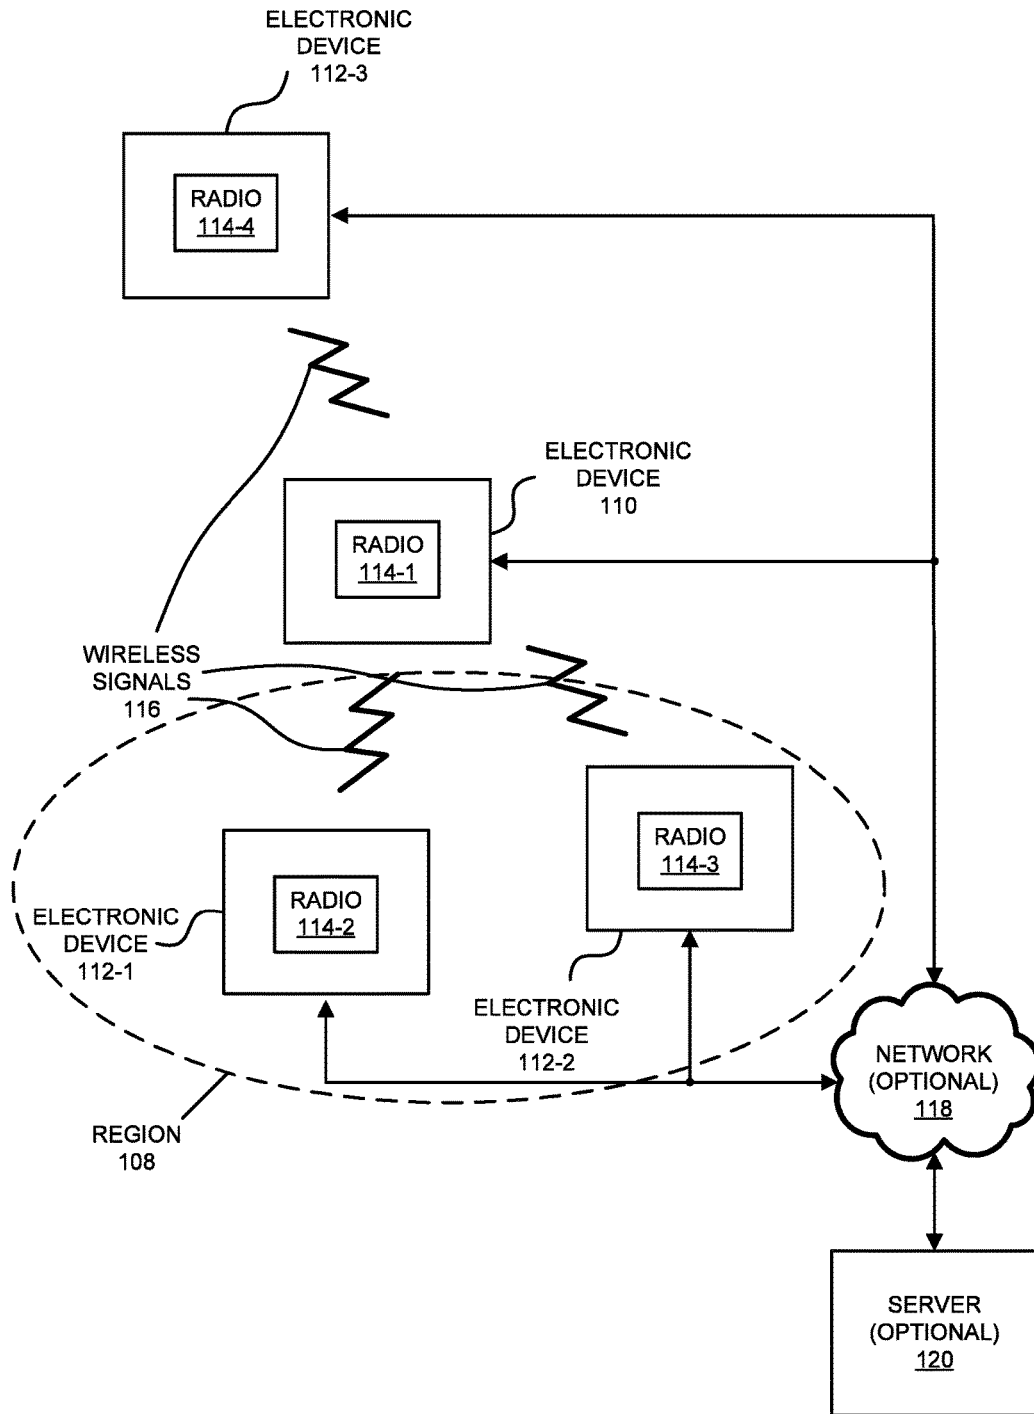 ELECTRONIC
DEVICE
112-3
RADIO
114-4
ELECTRONIC
DEVICE
110
RADIO
114-1
WIRELESS
SIGNALS
116
RADIO
114-3
RADIO
114-2
ELECTRONIC
DEVICE
112-1
ELECTRONIC
DEVICE
112-2
NETWORK
(OPTIONAL)
118
REGION
108
SERVER
(OPTIONAL)
120